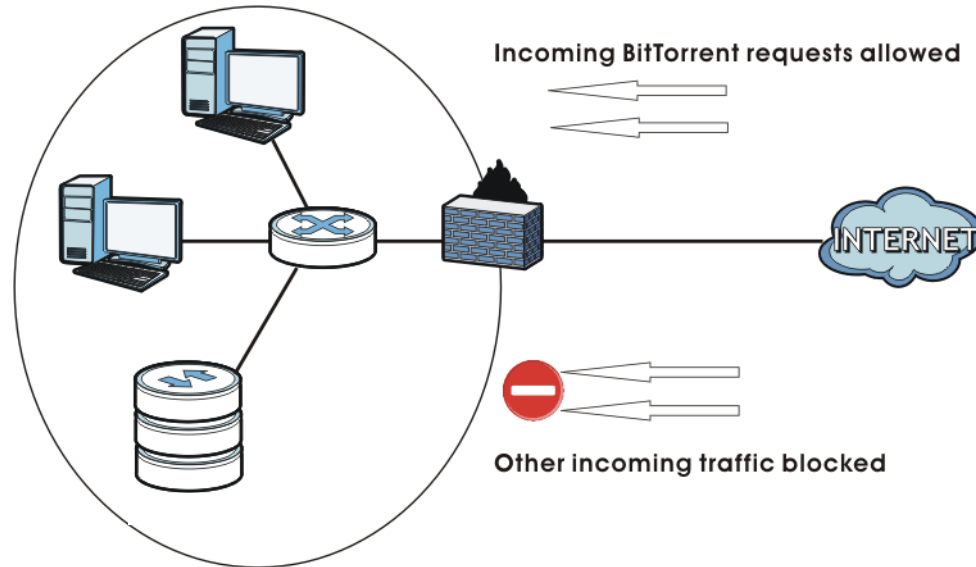 Incoming BitTorrent requests allowed
INTERNET
Other incoming traffic blocked